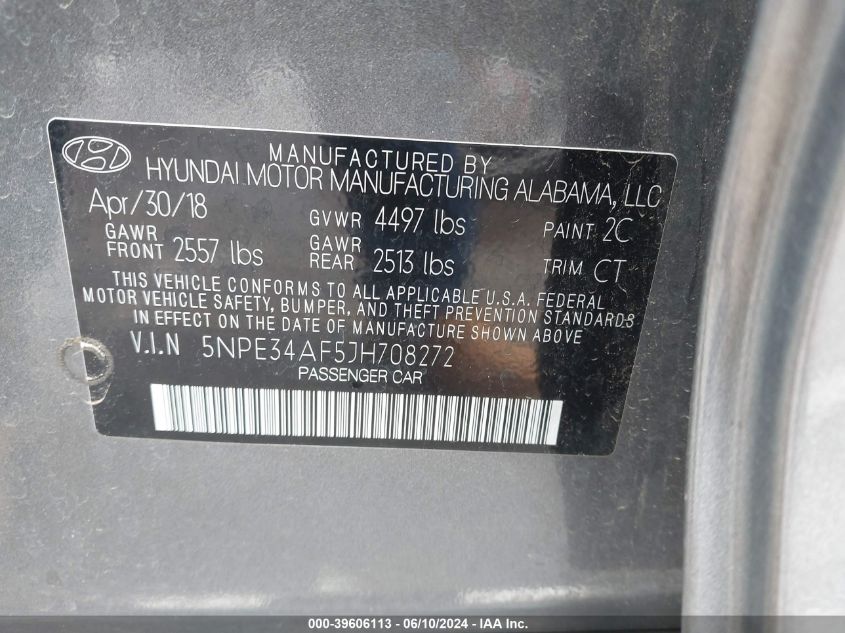 MANUFACTURED BY
HYUNDAI MOTOR MANUFACTURING ALABAMA, LLC
Apr/30/18 GVWR 4497 lbs PAINT 2C
GAWR FRONT 2557 lbs GAWR REAR 2513 lbs TRIM CT
THIS VEHICLE CONFORMS TO ALL APPLICABLE U.S.A. FEDERAL
MOTOR VEHICLE SAFETY, BUMPER, AND THEFT PREVENTION STANDARDS
IN EFFECT ON THE DATE OF MANUFACTURE SHOWN ABOVE
V.I.N 5NPE34AF5JH708272
PASSENGER CAR
000-39606113 - 06/10/2024 - IAA Inc.